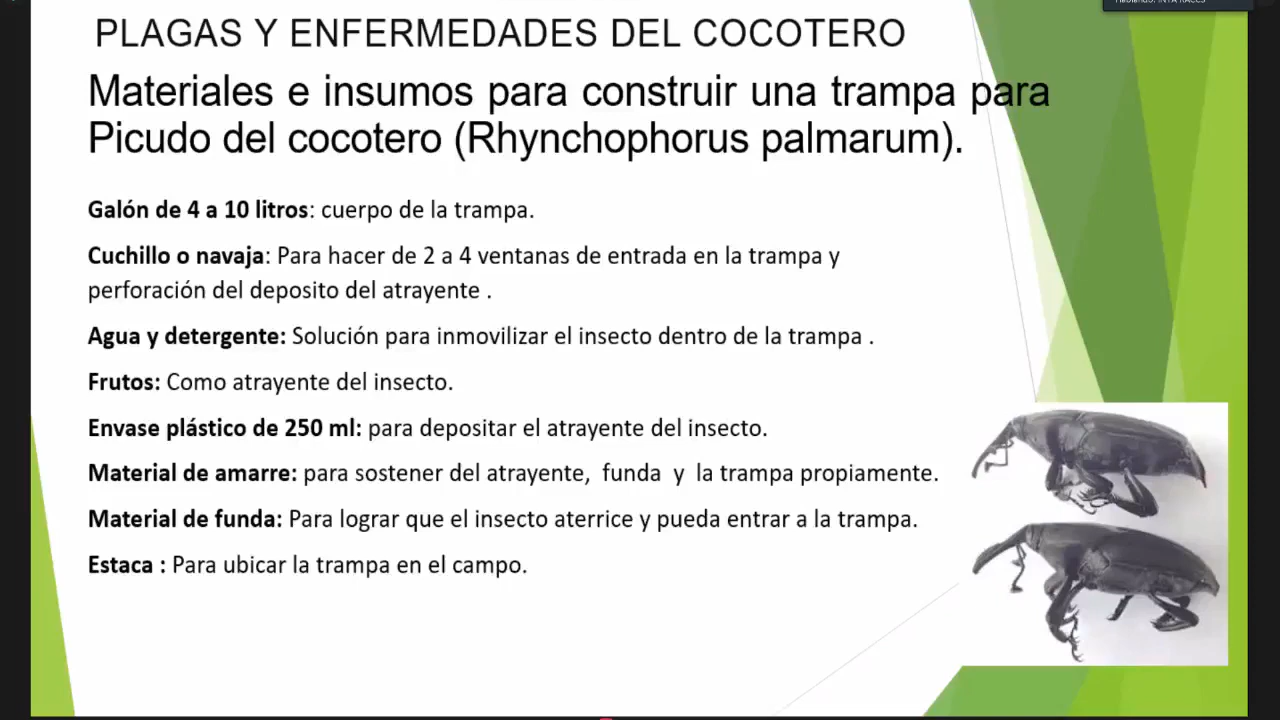 PLAGAS Y ENFERMEDADES DEL COCOTERO
Materiales e insumos para construir una trampa para
Picudo del cocotero (Rhynchophorus palmarum).
Galón de 4 a 10 litros: cuerpo de la trampa.
Cuchillo o navaja: Para hacer de 2 a 4 ventanas de entrada en la trampa y
perforación del deposito del atrayente .
Agua y detergente: Solución para inmovilizar el insecto dentro de la trampa .
Frutos: Como atrayente del insecto.
Envase plástico de 250 ml: para depositar el atrayente del insecto.
Material de amarre: para sostener del atrayente, funda y la trampa propiamente.
Material de funda: Para lograr que el insecto aterrice y pueda entrar a la trampa.
Estaca : Para ubicar la trampa en el campo.